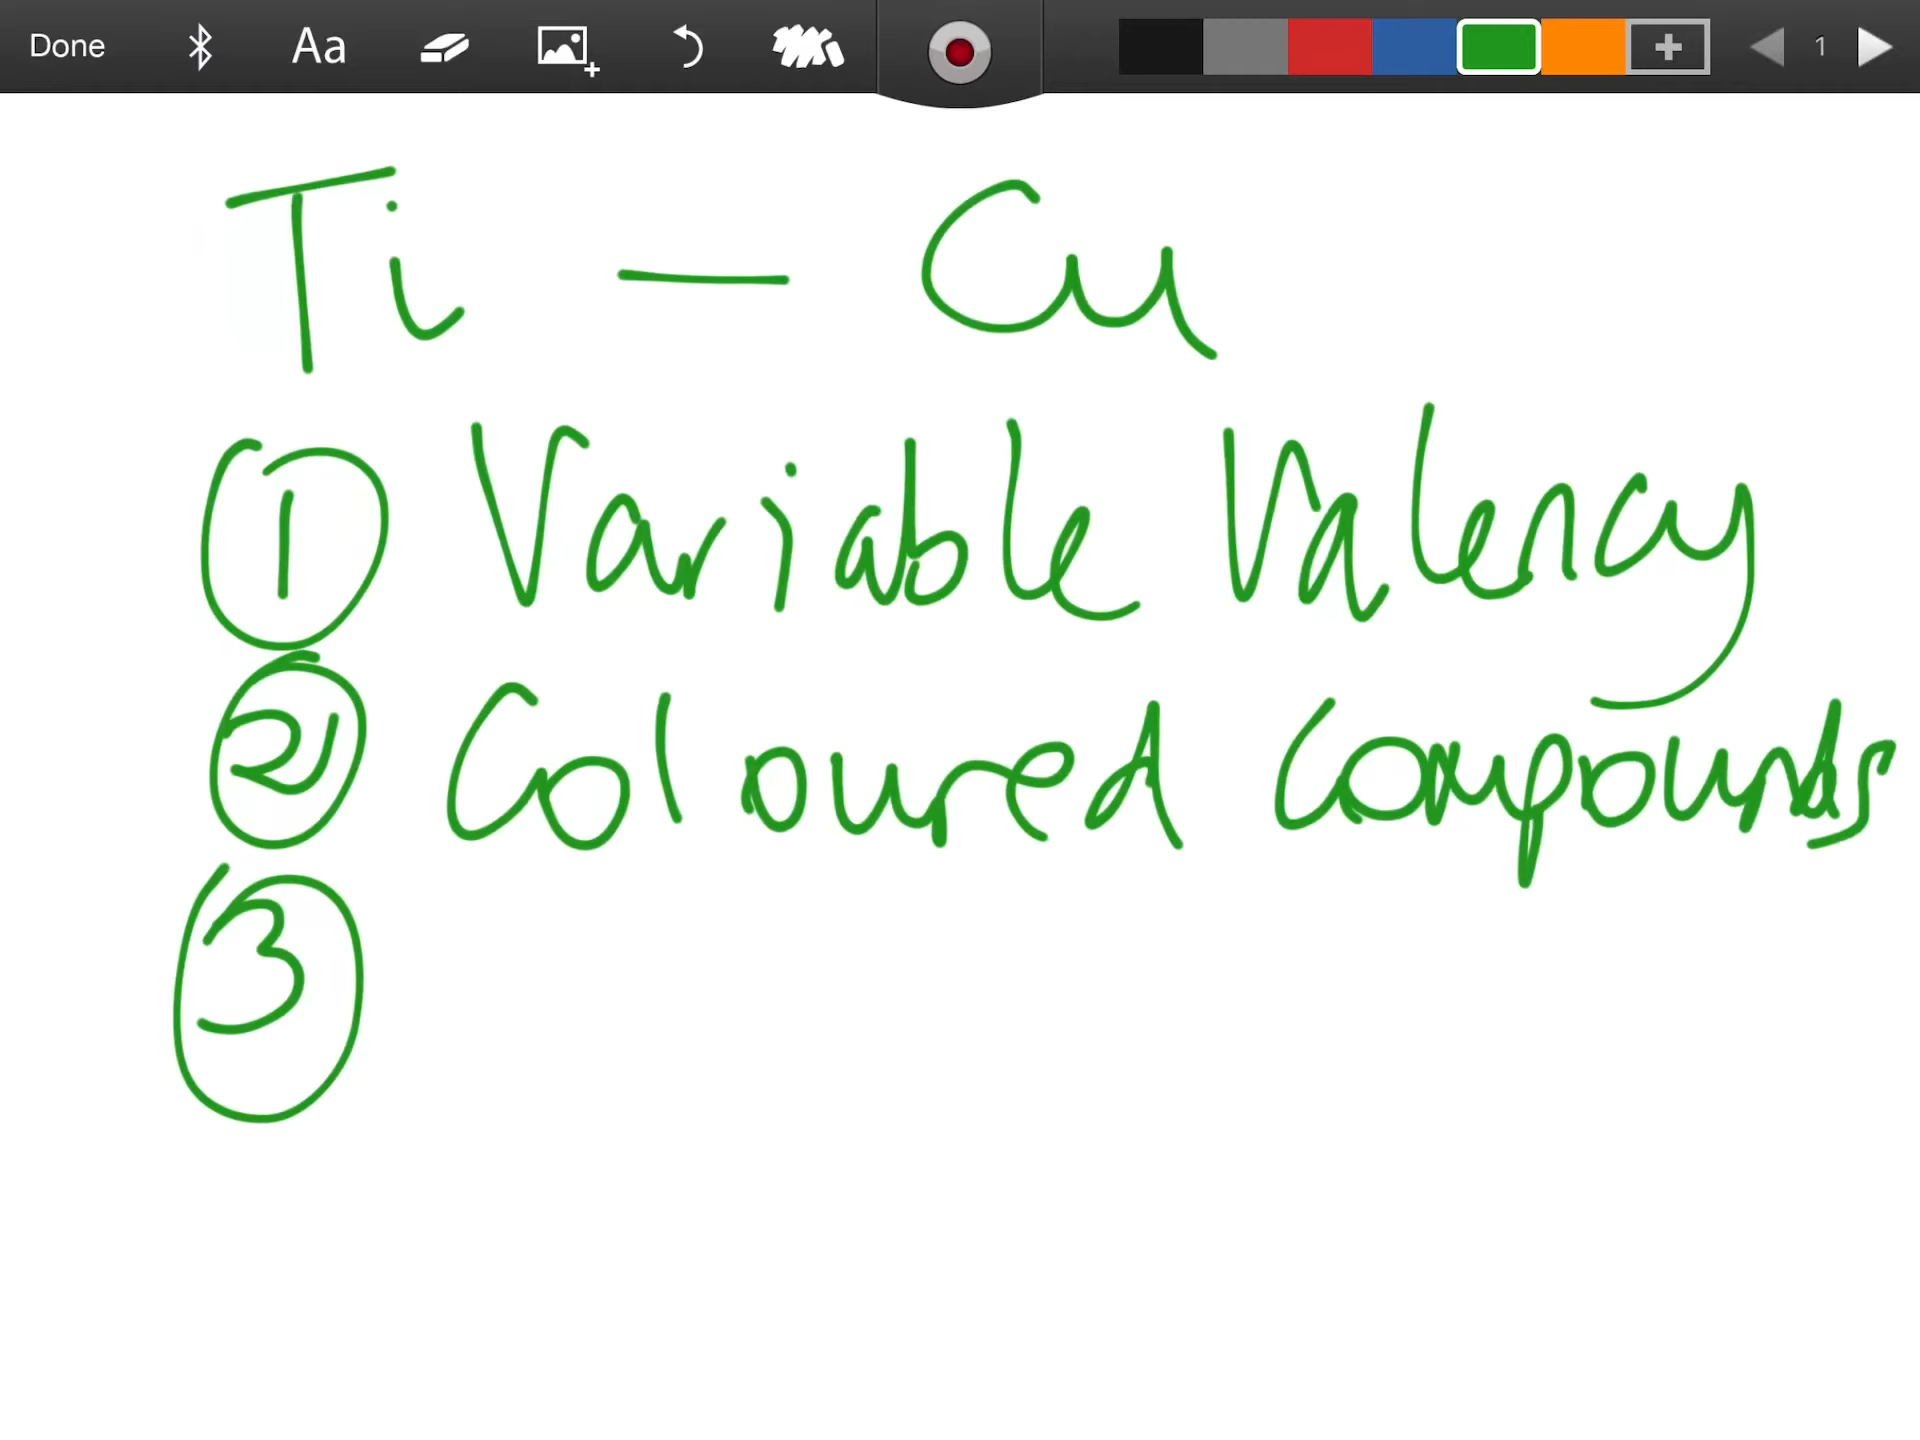 Done Aa 1
Ti — Cu
① Variable Valency
② Coloured Compounds
③